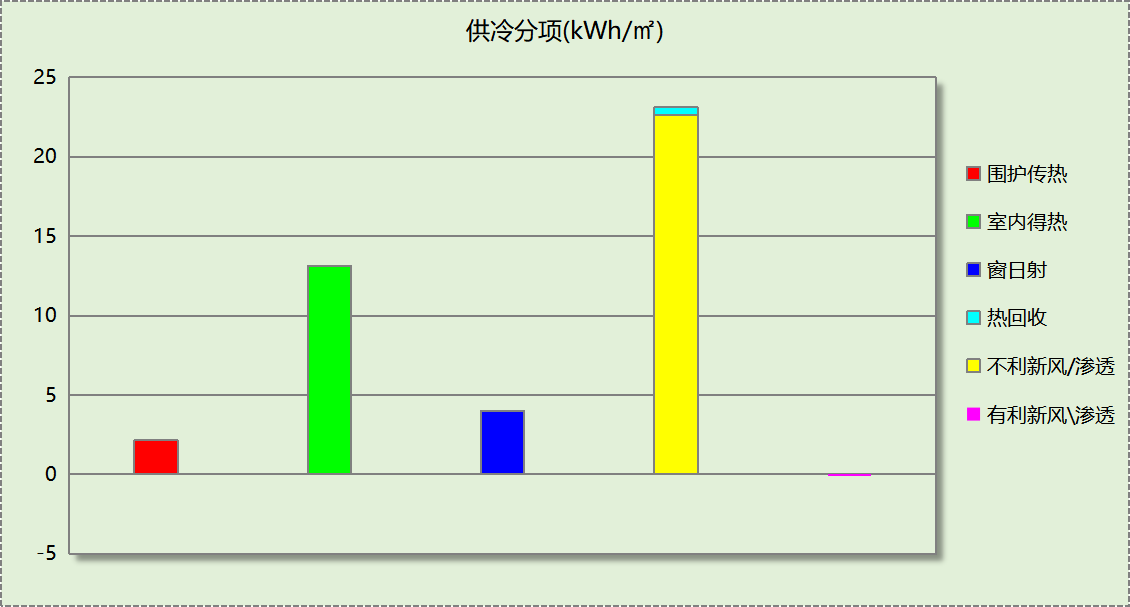 供冷分项(kWh/㎡)
25
20
15
10
5
0
-5
围护传热
室内得热
窗日射
热回收
不利新风/渗透
有利新风\渗透